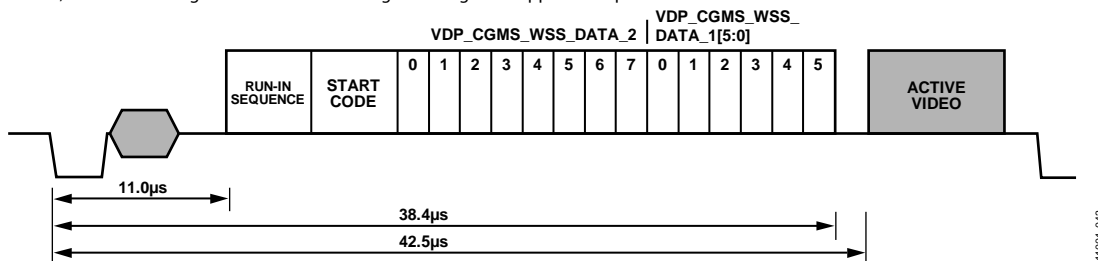 VDP_CGMS_WSS_DATA_2
VDP_CGMS_WSS_
DATA_1[5:0]
RUN-IN
SEQUENCE
START
CODE
0 1 2 3 4 5 6 7 0 1 2 3 4 5
ACTIVE
VIDEO
11.0µs
38.4µs
42.5µs